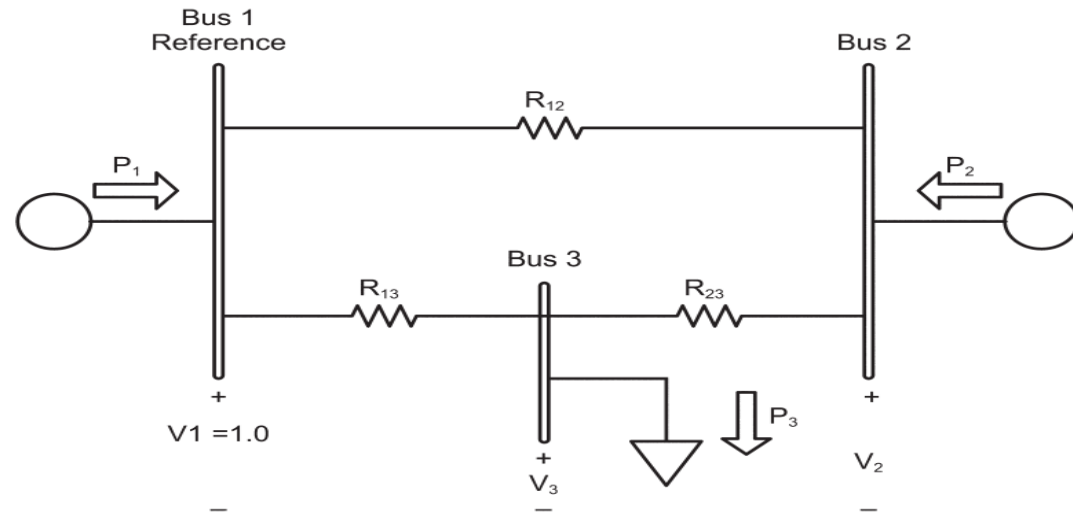 Bus 1
Reference
Bus 2
R₁₂
P₁
P₂
Bus 3
R₁₃
R₂₃
+
+
P₃
V1 =1.0
+
V₃
V₂
–
–
–